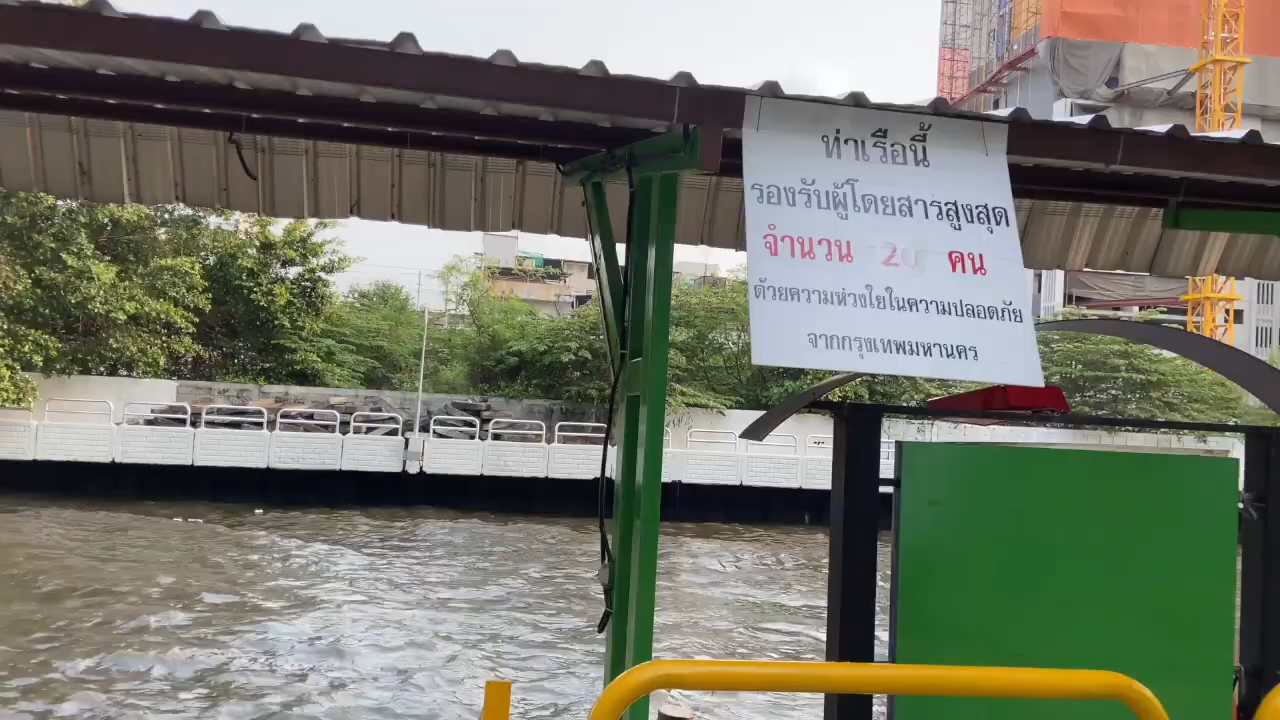 ท่าเรือนี้
รองรับผู้โดยสารสูงสุด
จำนวน 20 คน
ด้วยความห่วงใยในความปลอดภัย
จากกรุงเทพมหานคร